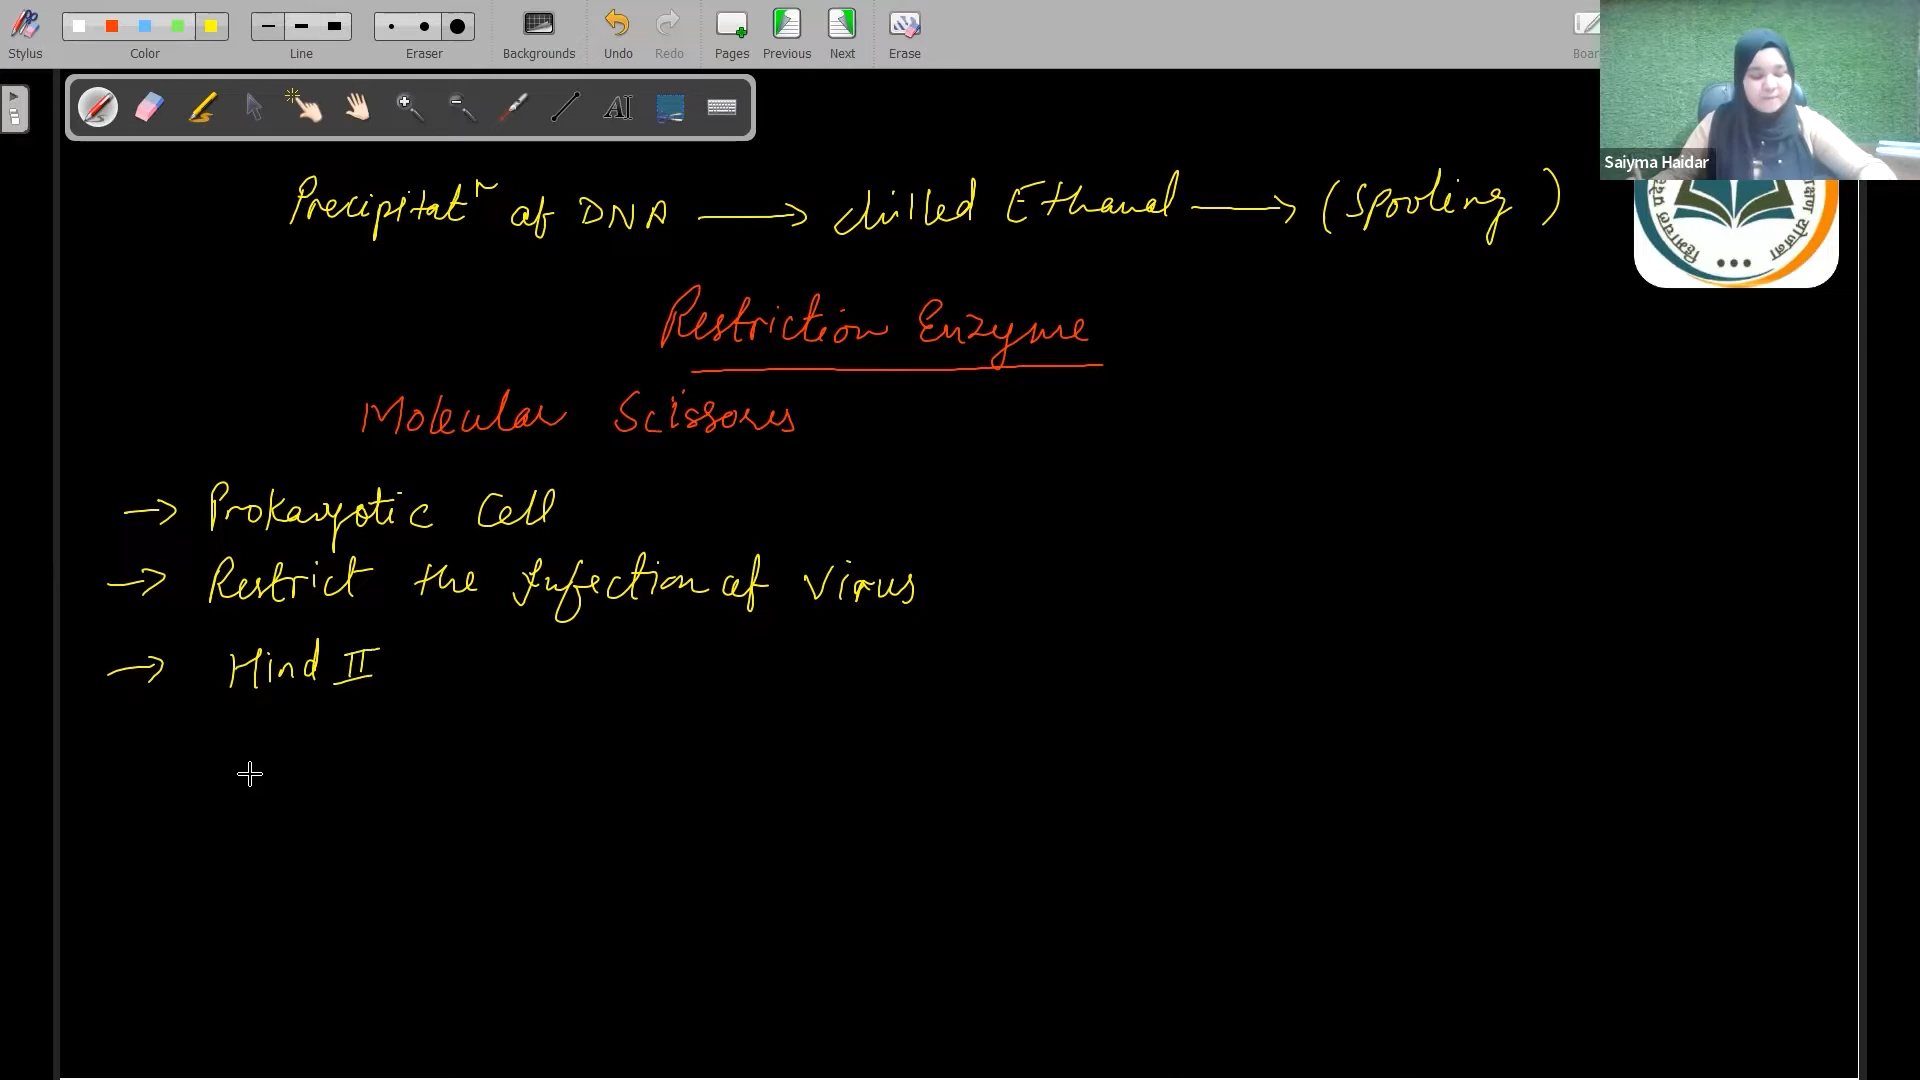 Stylus Color Line Eraser Backgrounds Undo Redo Pages Previous Next Erase
Saiyma Haidar
Precipitatⁿ of DNA → chilled Ethanol → (spooling)
Restriction Enzyme
Molecular Scissors
→ Prokaryotic Cell
→ Restrict the infection of Virus
→ Hind II